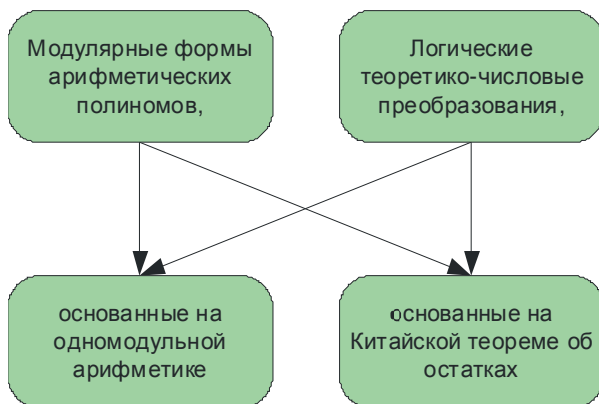 Модулярные формы
арифметических
полиномов,
Логические
теоретико-числовые
преобразования,
основанные на
одномодульной
арифметике
основанные на
Китайской теореме об
остатках